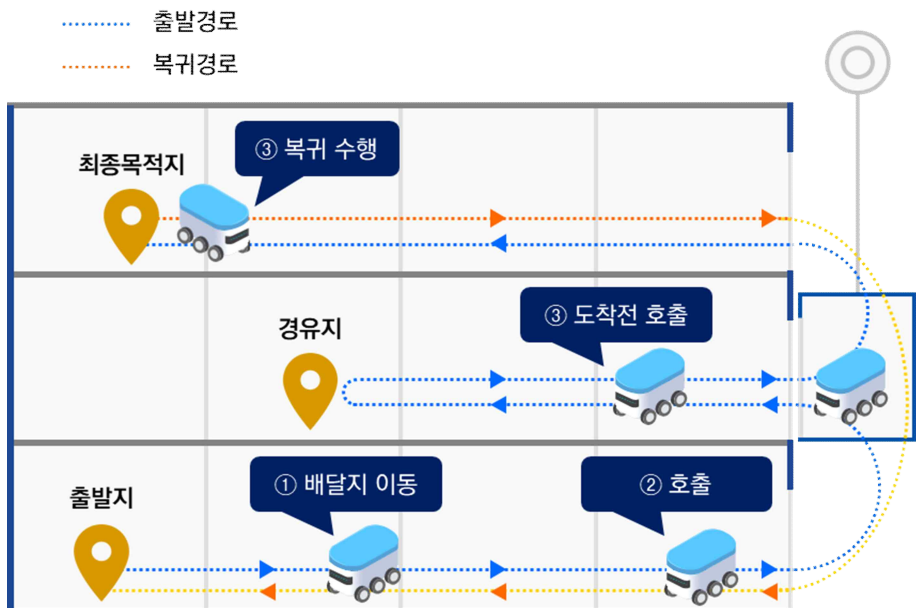 출발경로
복귀경로
최종목적지
③ 복귀 수행
경유지
③ 도착전 호출
출발지
① 배달지 이동
② 호출